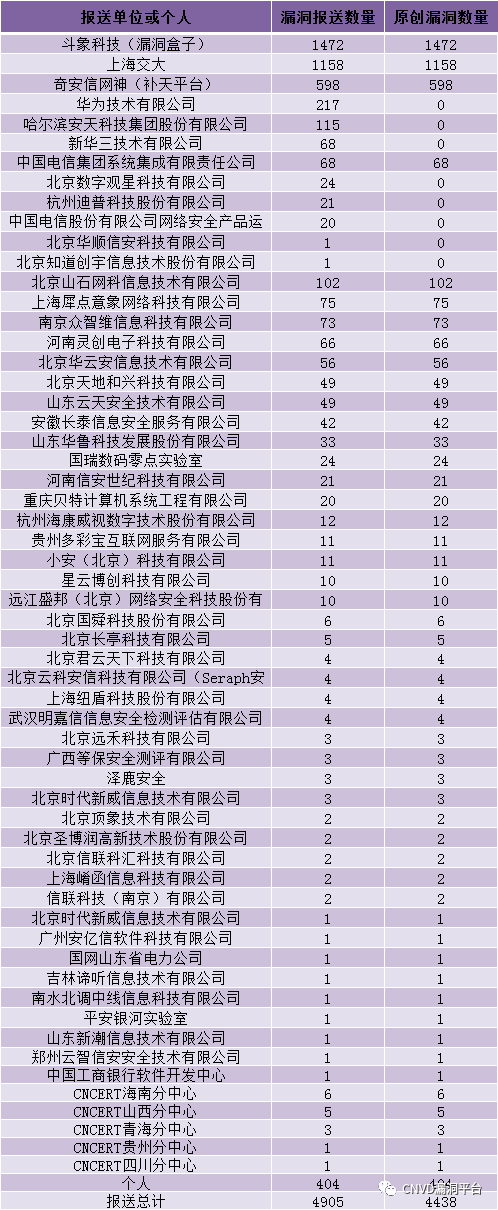 报送单位或个人 漏洞报送数量 原创漏洞数量
斗象科技（漏洞盒子） 1472 1472
上海交大 1158 1158
奇安信网神（补天平台） 598 598
华为技术有限公司 217 0
哈尔滨安天科技集团股份有限公司 115 0
新华三技术有限公司 68 0
中国电信集团系统集成有限责任公司 68 68
北京数字观星科技有限公司 24 0
杭州迪普科技股份有限公司 21 0
中国电信股份有限公司网络安全产品运 20 0
北京华顺信安科技有限公司 1 0
北京知道创宇信息技术股份有限公司 1 0
北京山石网科信息技术有限公司 102 102
上海犀点意象网络科技有限公司 75 75
南京众智维信息科技有限公司 73 73
河南灵创电子科技有限公司 66 66
北京华云安信息技术有限公司 56 56
北京天地和兴科技有限公司 49 49
山东云天安全技术有限公司 49 49
安徽长泰信息安全服务有限公司 42 42
山东华鲁科技发展股份有限公司 33 33
国瑞数码零点实验室 24 24
河南信安世纪科技有限公司 21 21
重庆贝特计算机系统工程有限公司 20 20
杭州海康威视数字技术股份有限公司 12 12
贵州多彩宝互联网服务有限公司 11 11
小安（北京）科技有限公司 11 11
星云博创科技有限公司 10 10
远江盛邦（北京）网络安全科技股份有 10 10
北京国舜科技股份有限公司 6 6
北京长亭科技有限公司 5 5
北京君云天下科技有限公司 4 4
北京云科安信科技有限公司（Seraph安 4 4
上海纽盾科技股份有限公司 4 4
武汉明嘉信信息安全检测评估有限公司 4 4
北京远禾科技有限公司 3 3
广西等保安全测评有限公司 3 3
泽鹿安全 3 3
北京时代新威信息技术有限公司 3 3
北京顶象技术有限公司 2 2
北京圣博润高新技术股份有限公司 2 2
北京信联科汇科技有限公司 2 2
上海崤函信息科技有限公司 2 2
信联科技（南京）有限公司 2 2
北京时代新威信息技术有限公司 1 1
广州安亿信软件科技有限公司 1 1
国网山东省电力公司 1 1
吉林谛听信息技术有限公司 1 1
南水北调中线信息科技有限公司 1 1
平安银河实验室 1 1
山东新潮信息技术有限公司 1 1
郑州云智信安安全技术有限公司 1 1
中国工商银行软件开发中心 1 1
CNCERT海南分中心 6 6
CNCERT山西分中心 5 5
CNCERT青海分中心 3 3
CNCERT贵州分中心 1 1
CNCERT四川分中心 1 1
个人 404 404
CNVD漏洞平台
报送总计 4905 4438